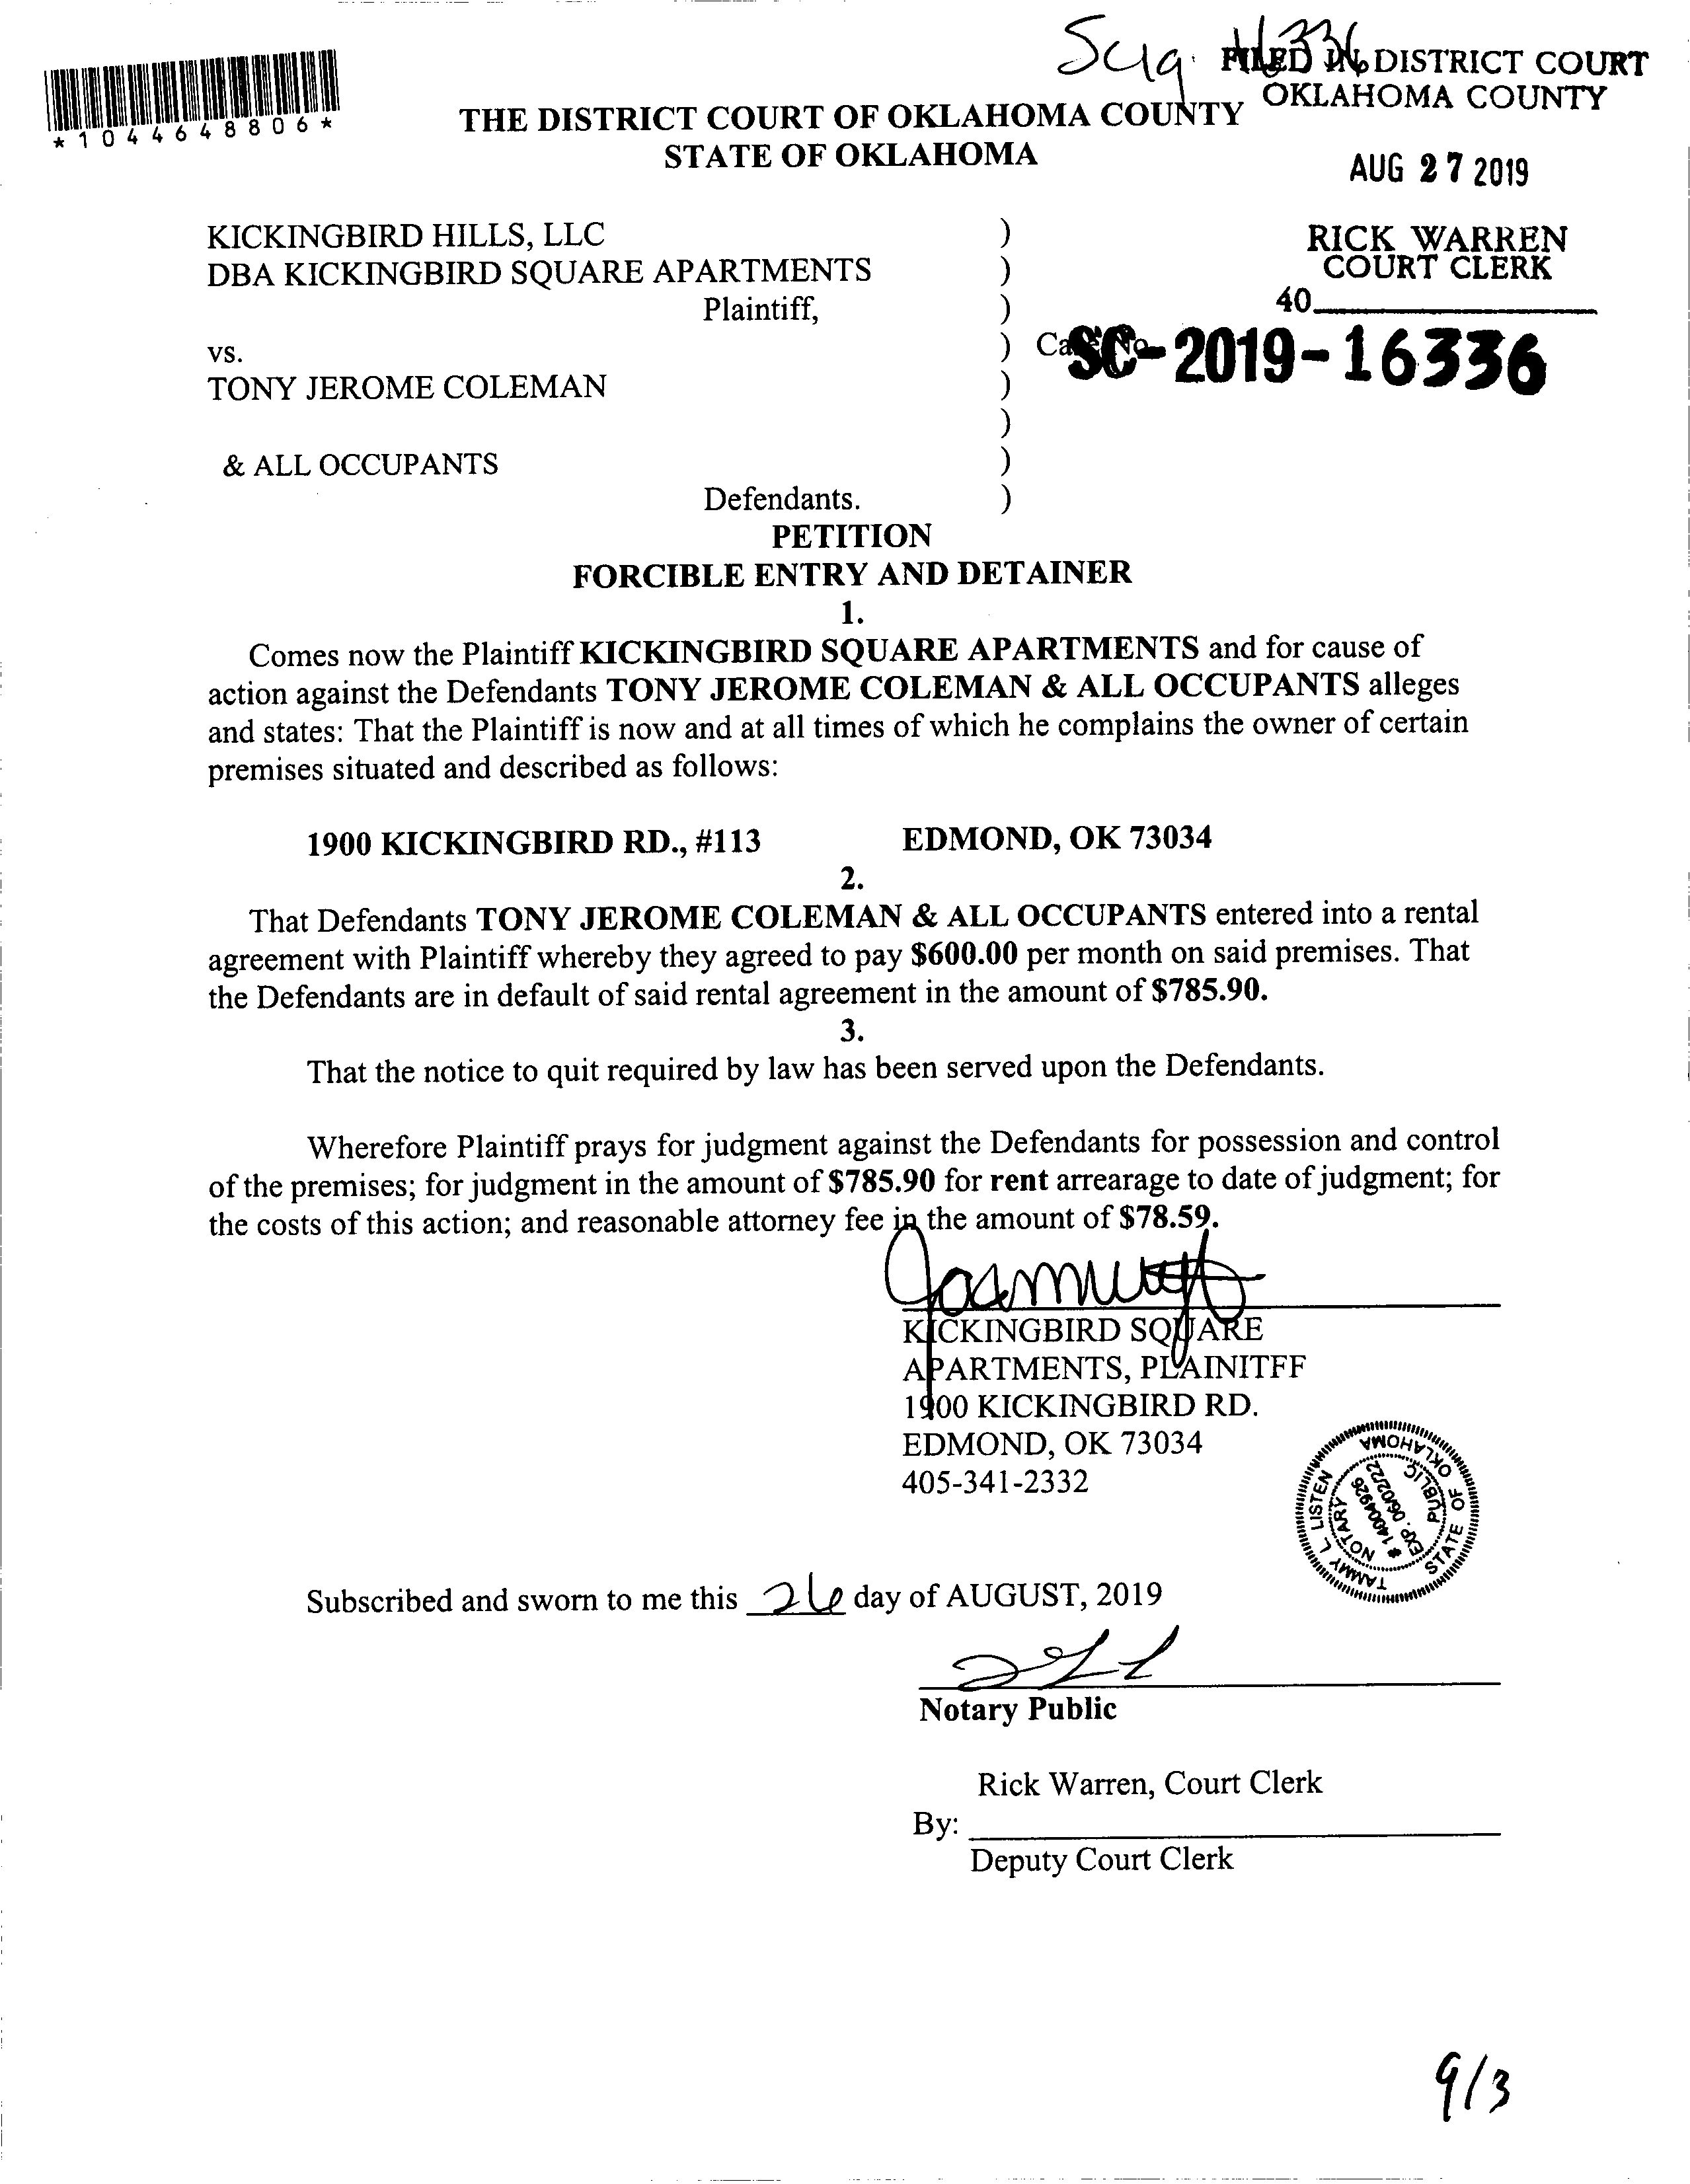 *1044648806*
SC19 16336
FILED IN DISTRICT COURT
OKLAHOMA COUNTY
THE DISTRICT COURT OF OKLAHOMA COUNTY
STATE OF OKLAHOMA
AUG 27 2019
RICK WARREN
COURT CLERK
40
KICKINGBIRD HILLS, LLC )
DBA KICKINGBIRD SQUARE APARTMENTS )
Plaintiff, )
vs. ) Case No. SC-2019-16336
TONY JEROME COLEMAN )
)
& ALL OCCUPANTS )
Defendants. )
PETITION
FORCIBLE ENTRY AND DETAINER
1.
Comes now the Plaintiff KICKINGBIRD SQUARE APARTMENTS and for cause of
action against the Defendants TONY JEROME COLEMAN & ALL OCCUPANTS alleges
and states: That the Plaintiff is now and at all times of which he complains the owner of certain
premises situated and described as follows:
1900 KICKINGBIRD RD., #113 EDMOND, OK 73034
2.
That Defendants TONY JEROME COLEMAN & ALL OCCUPANTS entered into a rental
agreement with Plaintiff whereby they agreed to pay $600.00 per month on said premises. That
the Defendants are in default of said rental agreement in the amount of $785.90.
3.
That the notice to quit required by law has been served upon the Defendants.
Wherefore Plaintiff prays for judgment against the Defendants for possession and control
of the premises; for judgment in the amount of $785.90 for rent arrearage to date of judgment; for
the costs of this action; and reasonable attorney fee in the amount of $78.59.
KICKINGBIRD SQUARE
APARTMENTS, PLAINITFF
1900 KICKINGBIRD RD.
EDMOND, OK 73034
405-341-2332
TAMMY L. LISTEN
STATE OF OKLAHOMA
NOTARY PUBLIC
# 14004926
EXP. 06/02/22
Subscribed and sworn to me this 26 day of AUGUST, 2019
Notary Public
Rick Warren, Court Clerk
By:
Deputy Court Clerk
9/3